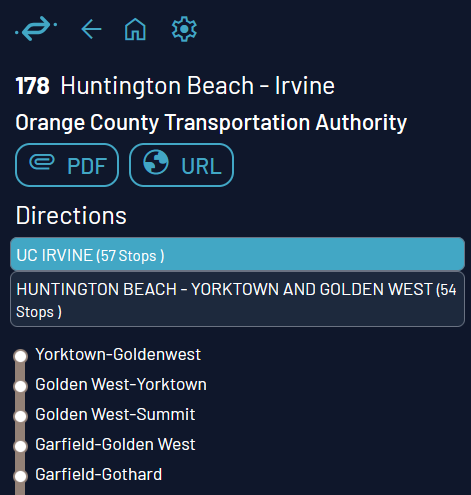 178 Huntington Beach - Irvine
Orange County Transportation Authority
PDF URL
Directions
UC IRVINE (57 Stops )
HUNTINGTON BEACH - YORKTOWN AND GOLDEN WEST (54
Stops )
Yorktown-Goldenwest
Golden West-Yorktown
Golden West-Summit
Garfield-Golden West
Garfield-Gothard